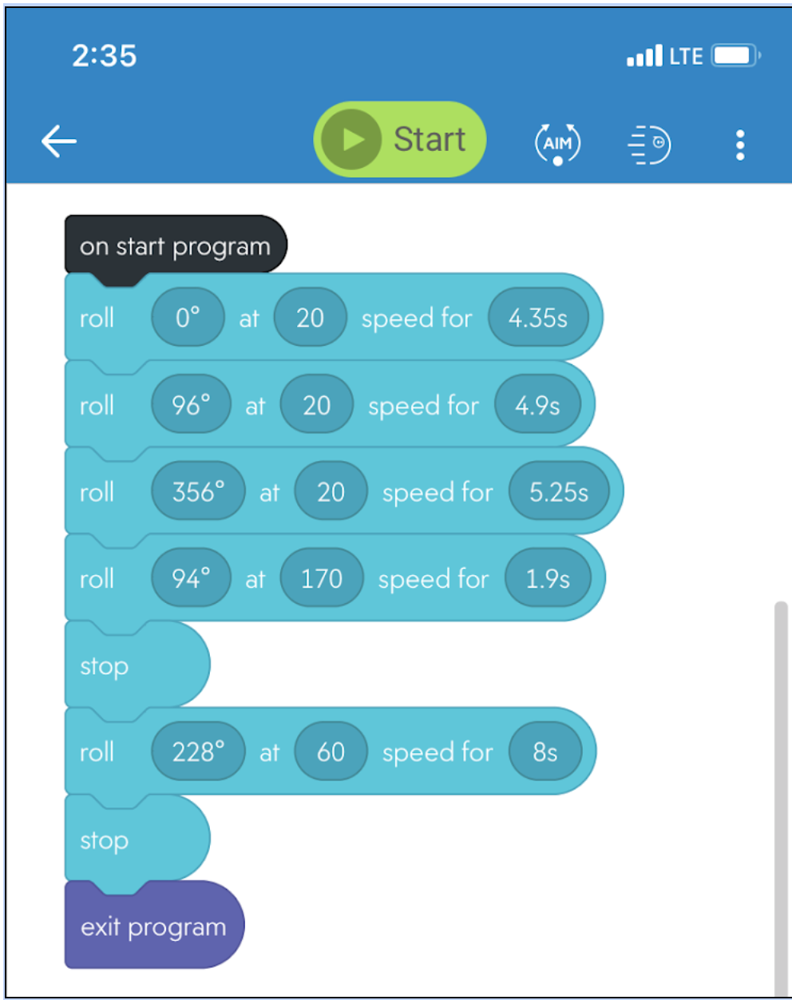 2:35 LTE
Start AIM
on start program
roll 0° at 20 speed for 4.35s
roll 96° at 20 speed for 4.9s
roll 356° at 20 speed for 5.25s
roll 94° at 170 speed for 1.9s
stop
roll 228° at 60 speed for 8s
stop
exit program